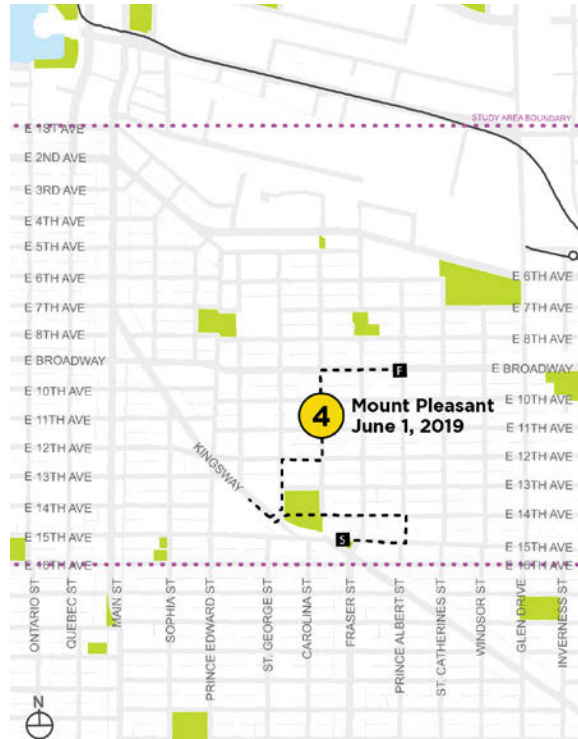 STUDY AREA BOUNDARY
E 1ST AVE
E 2ND AVE
E 3RD AVE
E 4TH AVE
E 5TH AVE
E 6TH AVE
E 6TH AVE
E 7TH AVE
E 7TH AVE
E 8TH AVE
E 8TH AVE
E BROADWAY
F
E BROADWAY
E 10TH AVE
E 10TH AVE
4
Mount Pleasant
June 1, 2019
E 11TH AVE
E 11TH AVE
E 12TH AVE
E 12TH AVE
KINGSWAY
E 13TH AVE
E 13TH AVE
E 14TH AVE
E 14TH AVE
E 15TH AVE
S
E 15TH AVE
E 16TH AVE
E 16TH AVE
ONTARIO ST
QUEBEC ST
MAIN ST
SOPHIA ST
PRINCE EDWARD ST
ST. GEORGE ST
CAROLINA ST
FRASER ST
PRINCE ALBERT ST
ST. CATHERINES ST
WINDSOR ST
GLEN DRIVE
INVERNESS ST
N